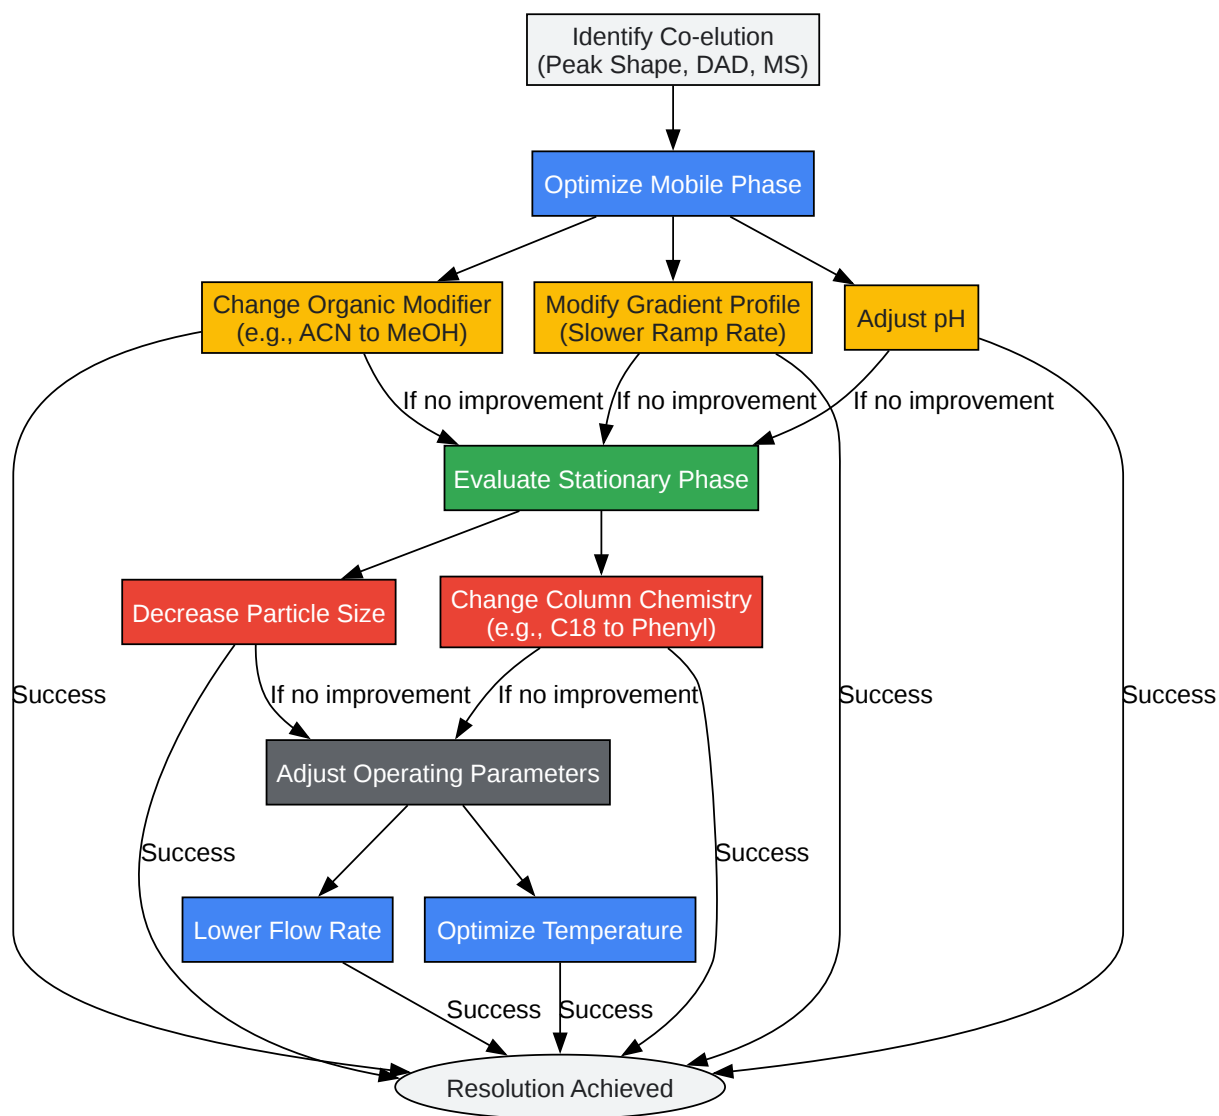 Identify Co-elution
(Peak Shape, DAD, MS)
Optimize Mobile Phase
Change Organic Modifier
(e.g., ACN to MeOH)
Modify Gradient Profile
(Slower Ramp Rate)
Adjust pH
If no improvement
If no improvement
If no improvement
Evaluate Stationary Phase
Decrease Particle Size
Change Column Chemistry
(e.g., C18 to Phenyl)
Success
If no improvement
If no improvement
Success
Success
Adjust Operating Parameters
Success
Success
Lower Flow Rate
Optimize Temperature
Success
Success
Resolution Achieved